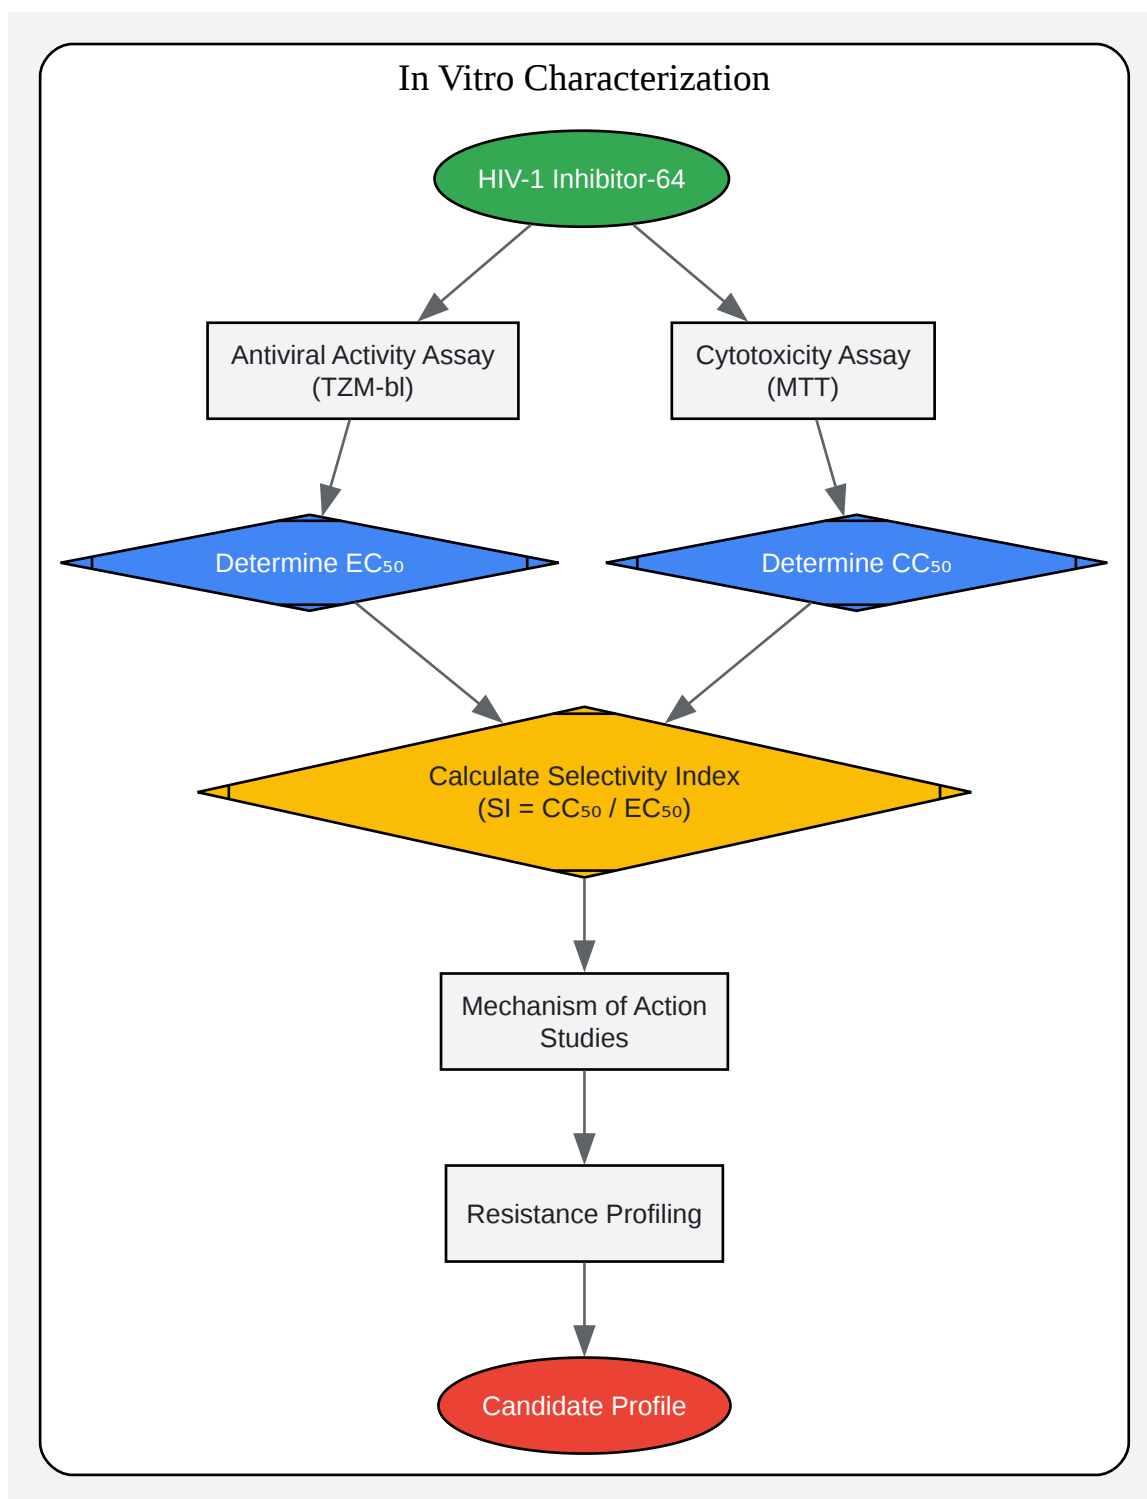 In Vitro Characterization
HIV-1 Inhibitor-64
Antiviral Activity Assay
(TZM-bl)
Cytotoxicity Assay
(MTT)
Determine EC₅₀
Determine CC₅₀
Calculate Selectivity Index
(SI = CC₅₀ / EC₅₀)
Mechanism of Action
Studies
Resistance Profiling
Candidate Profile